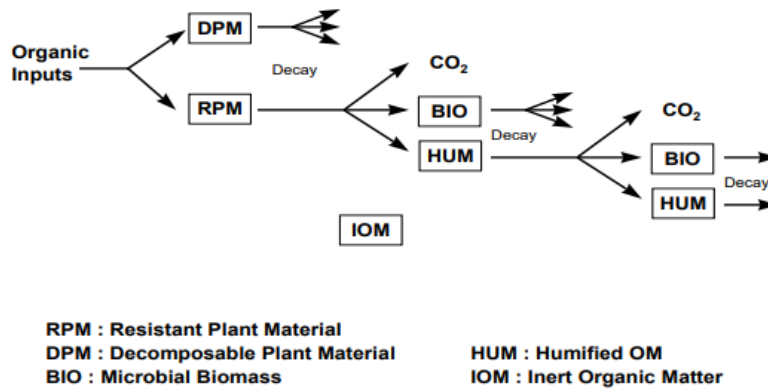 DPM
Organic
Inputs
Decay
CO2
RPM
BIO
Decay
CO2
HUM
BIO
Decay
HUM
IOM
RPM : Resistant Plant Material
DPM : Decomposable Plant Material
HUM : Humified OM
BIO : Microbial Biomass
IOM : Inert Organic Matter